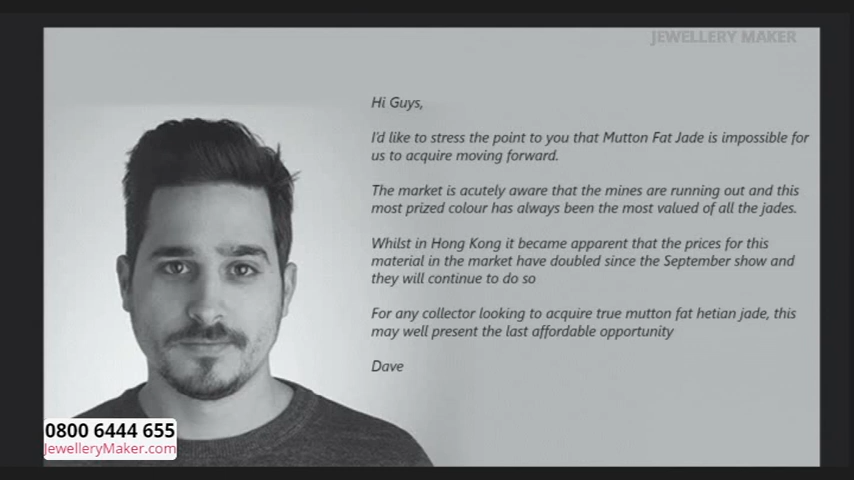 JEWELLERY MAKER
Hi Guys,
I'd like to stress the point to you that Mutton Fat Jade is impossible for
us to acquire moving forward.
The market is acutely aware that the mines are running out and this
most prized colour has always been the most valued of all the jades.
Whilst in Hong Kong it became apparent that the prices for this
material in the market have doubled since the September show and
they will continue to do so
For any collector looking to acquire true mutton fat hetian jade, this
may well present the last affordable opportunity
Dave
0800 6444 655
JewelleryMaker.com